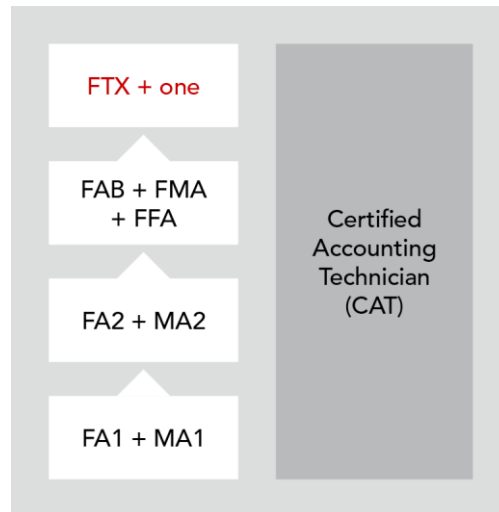 FTX + one
FAB + FMA
+ FFA
FA2 + MA2
FA1 + MA1
Certified
Accounting
Technician
(CAT)